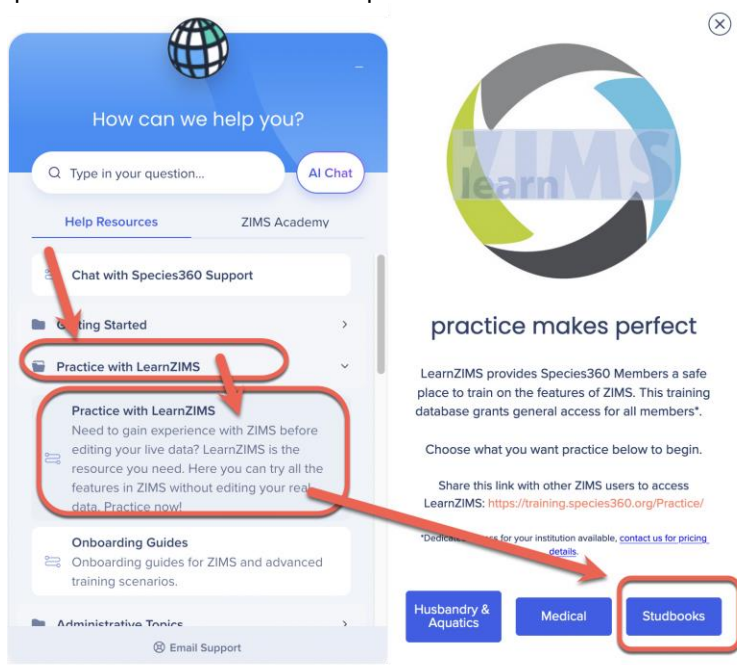 How can we help you?
Type in your question...
AI Chat
Help Resources
ZIMS Academy
Chat with Species360 Support
Started
Practice with LearnZIMS
Practice with LearnZIMS
Need to gain experience with ZIMS before
editing your live data? LearnZIMS is the
resource you need. Here you can try all the
features in ZIMS without editing your real
data. Practice now!
Onboarding Guides
Onboarding guides for ZIMS and advanced
training scenarios.
Administrative Topics
Email Support
ZIMS
learn
practice makes perfect
LearnZIMS provides Species360 Members a safe
place to train on the features of ZIMS. This training
database grants general access for all members*.
Choose what you want practice below to begin.
Share this link with other ZIMS users to access
LearnZIMS: https://training.species360.org/Practice/
for your institution available, contact us for pricing
details.
Husbandry &
Aquatics
Medical
Studbooks